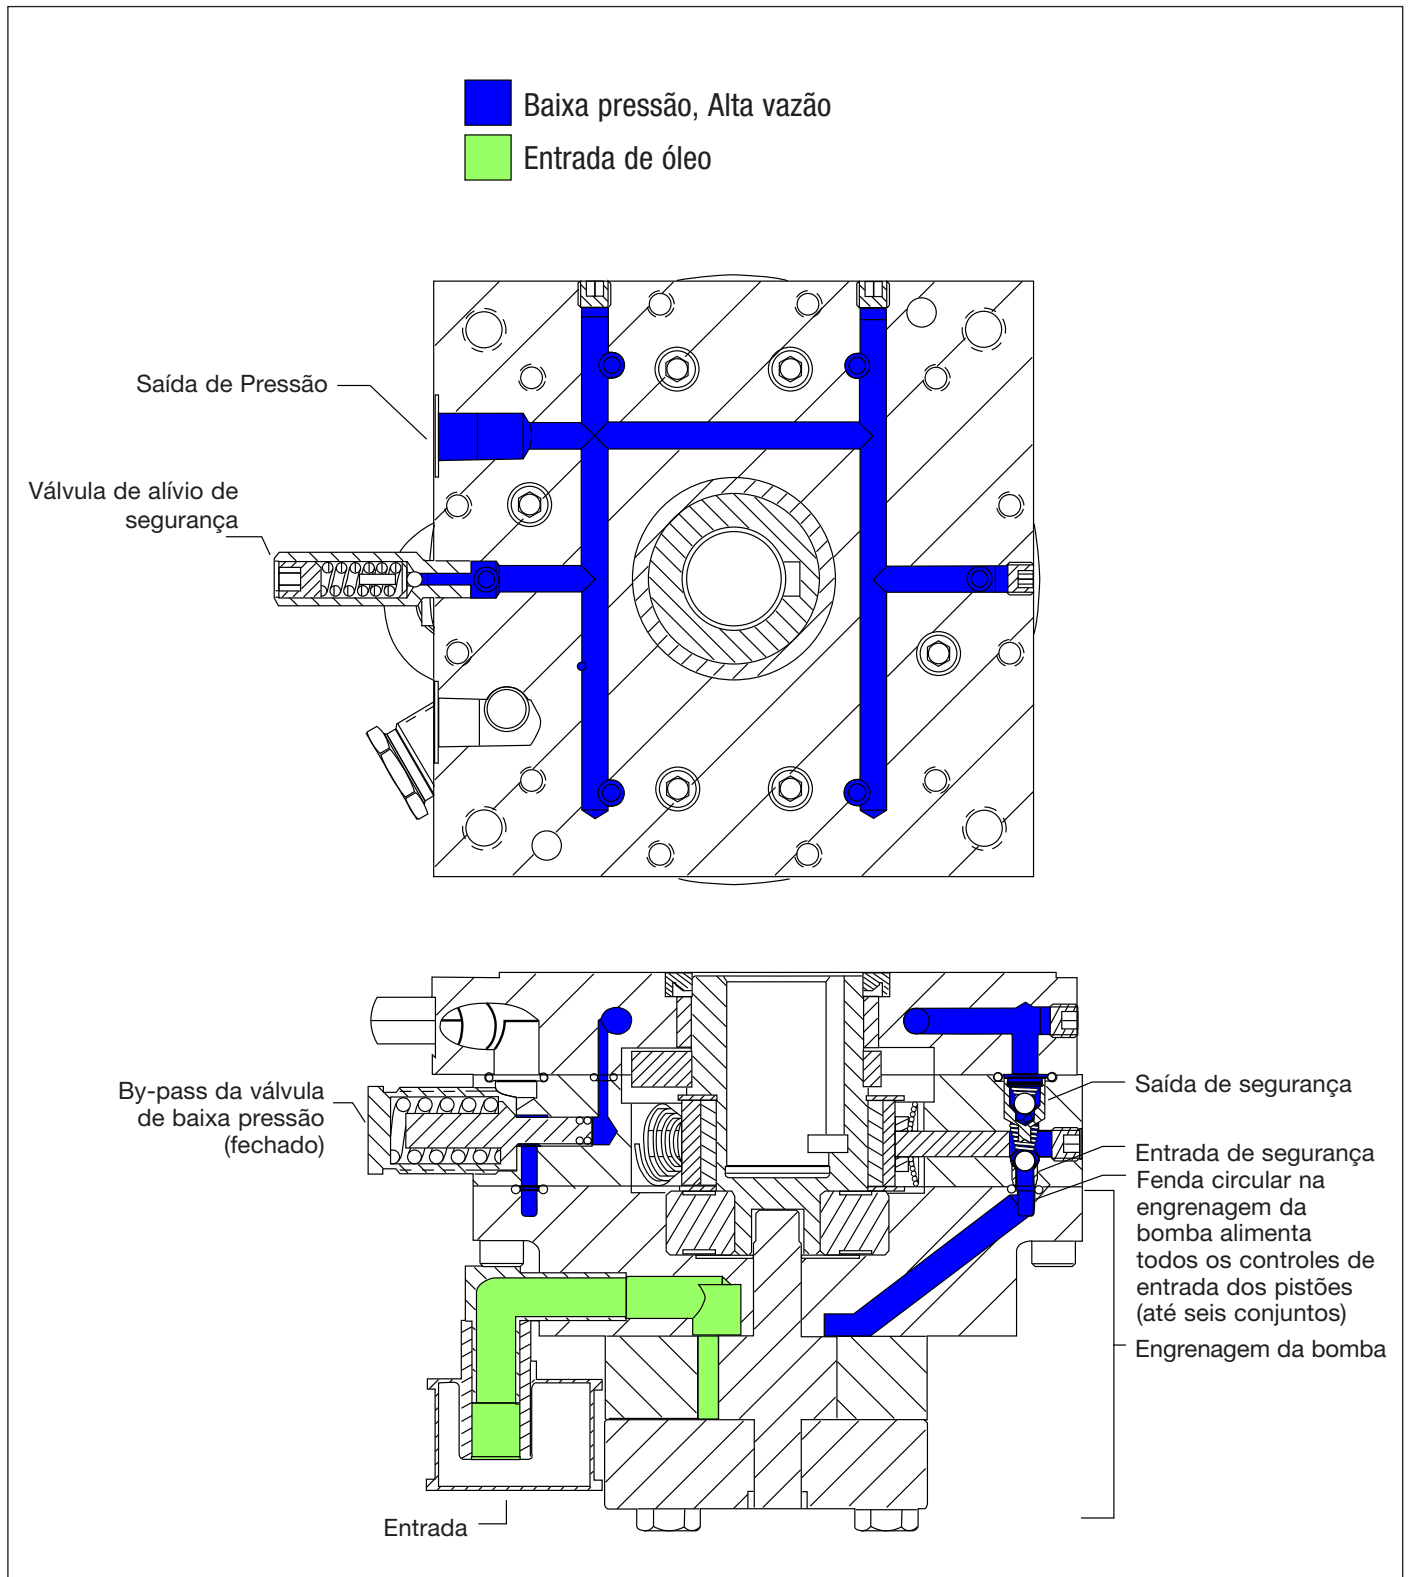 Baixa pressão, Alta vazão
Entrada de óleo
Saída de Pressão
Válvula de alívio de
segurança
By-pass da válvula
de baixa pressão
(fechado)
Saída de segurança
Entrada de segurança
Fenda circular na
engrenagem da
bomba alimenta
todos os controles de
entrada dos pistões
(até seis conjuntos)
Engrenagem da bomba
Entrada